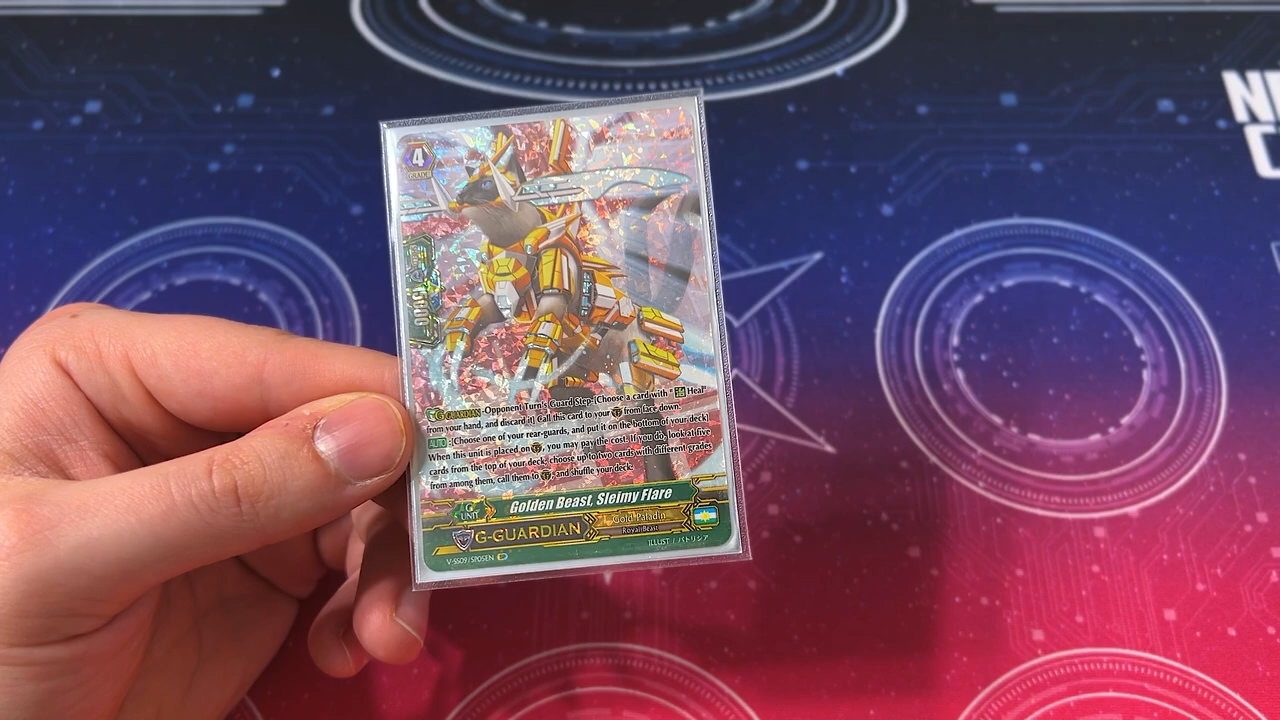 4
GRADE
15000
G-GUARDIAN -Opponent Turn's Guard Step-[Choose a card with " Heal"
from your hand, and discard it] Call this card to your from face down.
AUTO :[Choose one of your rear-guards, and put it on the bottom of your deck]
When this unit is placed on , you may pay the cost. If you do, look at five
cards from the top of your deck, choose up to two cards with different grades
from among them, call them to , and shuffle your deck.
G UNIT
Golden Beast, Sleimy Flare
G-GUARDIAN
Gold Paladin
Royal Beast
V-SS09/SP05EN
ILLUST / パトリシア